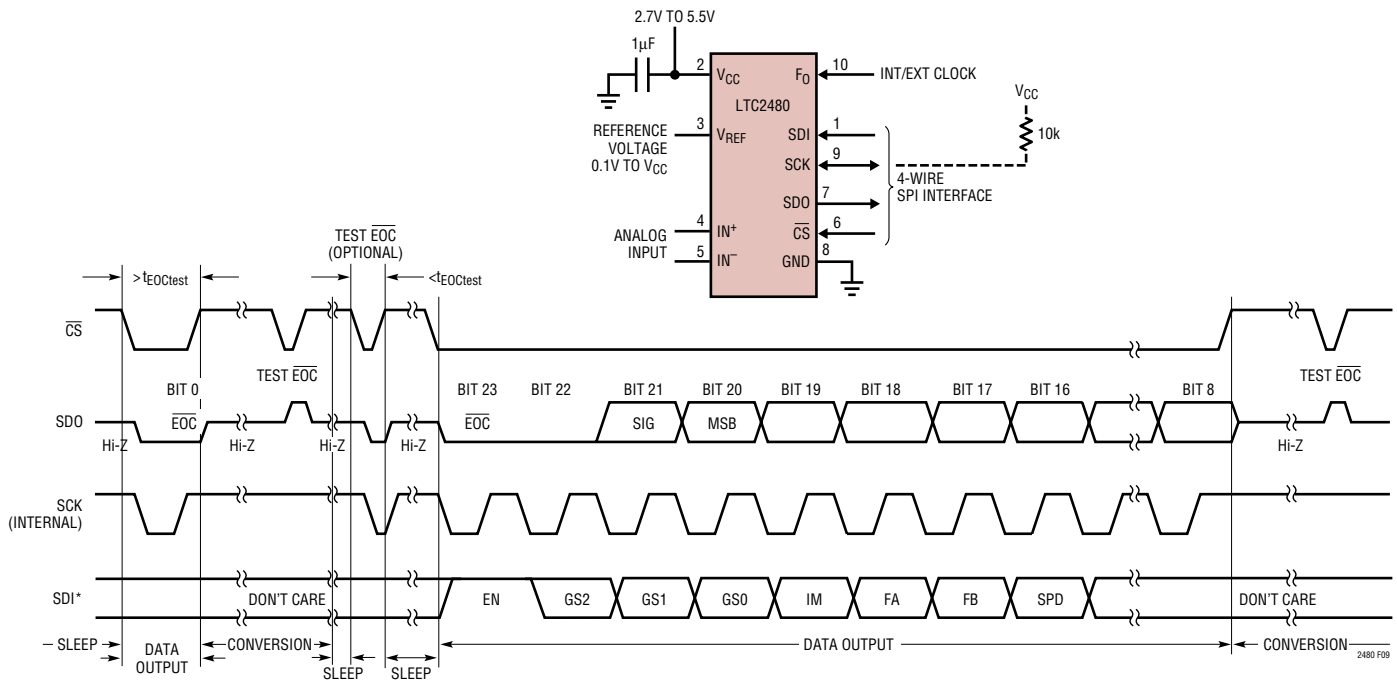 2.7V TO 5.5V
1µF
2 VCC
FO 10
INT/EXT CLOCK
LTC2480
VCC
10k
REFERENCE
VOLTAGE
0.1V TO VCC
3 VREF
SDI 1
SCK 9
SDO 7
CS 6
GND 8
4-WIRE
SPI INTERFACE
ANALOG
INPUT
4 IN+
5 IN−
TEST EOC
(OPTIONAL)
>tEOCtest
<tEOCtest
CS
TEST EOC
TEST EOC
BIT 0
BIT 23 BIT 22 BIT 21 BIT 20 BIT 19 BIT 18 BIT 17 BIT 16 BIT 8
SDO
EOC
EOC
SIG MSB
Hi-Z Hi-Z Hi-Z Hi-Z Hi-Z
SCK
(INTERNAL)
SDI* DON'T CARE EN GS2 GS1 GS0 IM FA FB SPD DON'T CARE
SLEEP
DATA
OUTPUT
CONVERSION
SLEEP
SLEEP
DATA OUTPUT
CONVERSION
2480 F09